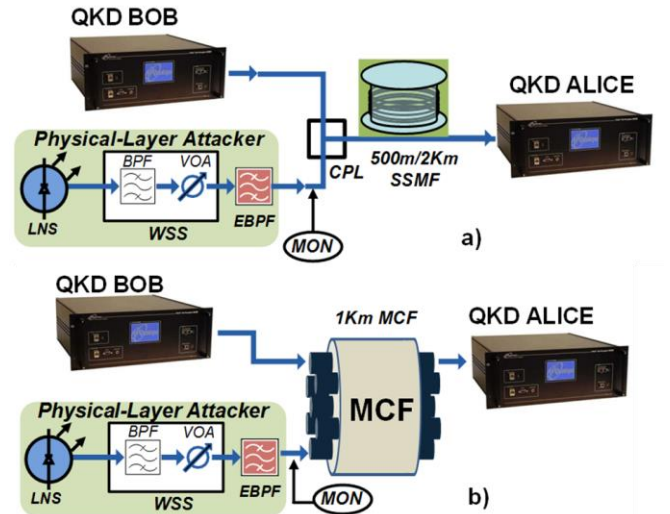 QKD BOB
QKD ALICE
Physical-Layer Attacker
BPF VOA
LNS
WSS
EBPF
MON
CPL
500m/2Km
SSMF
a)
QKD BOB
1Km MCF
QKD ALICE
Physical-Layer Attacker
BPF VOA
MCF
LNS
WSS
EBPF
MON
b)